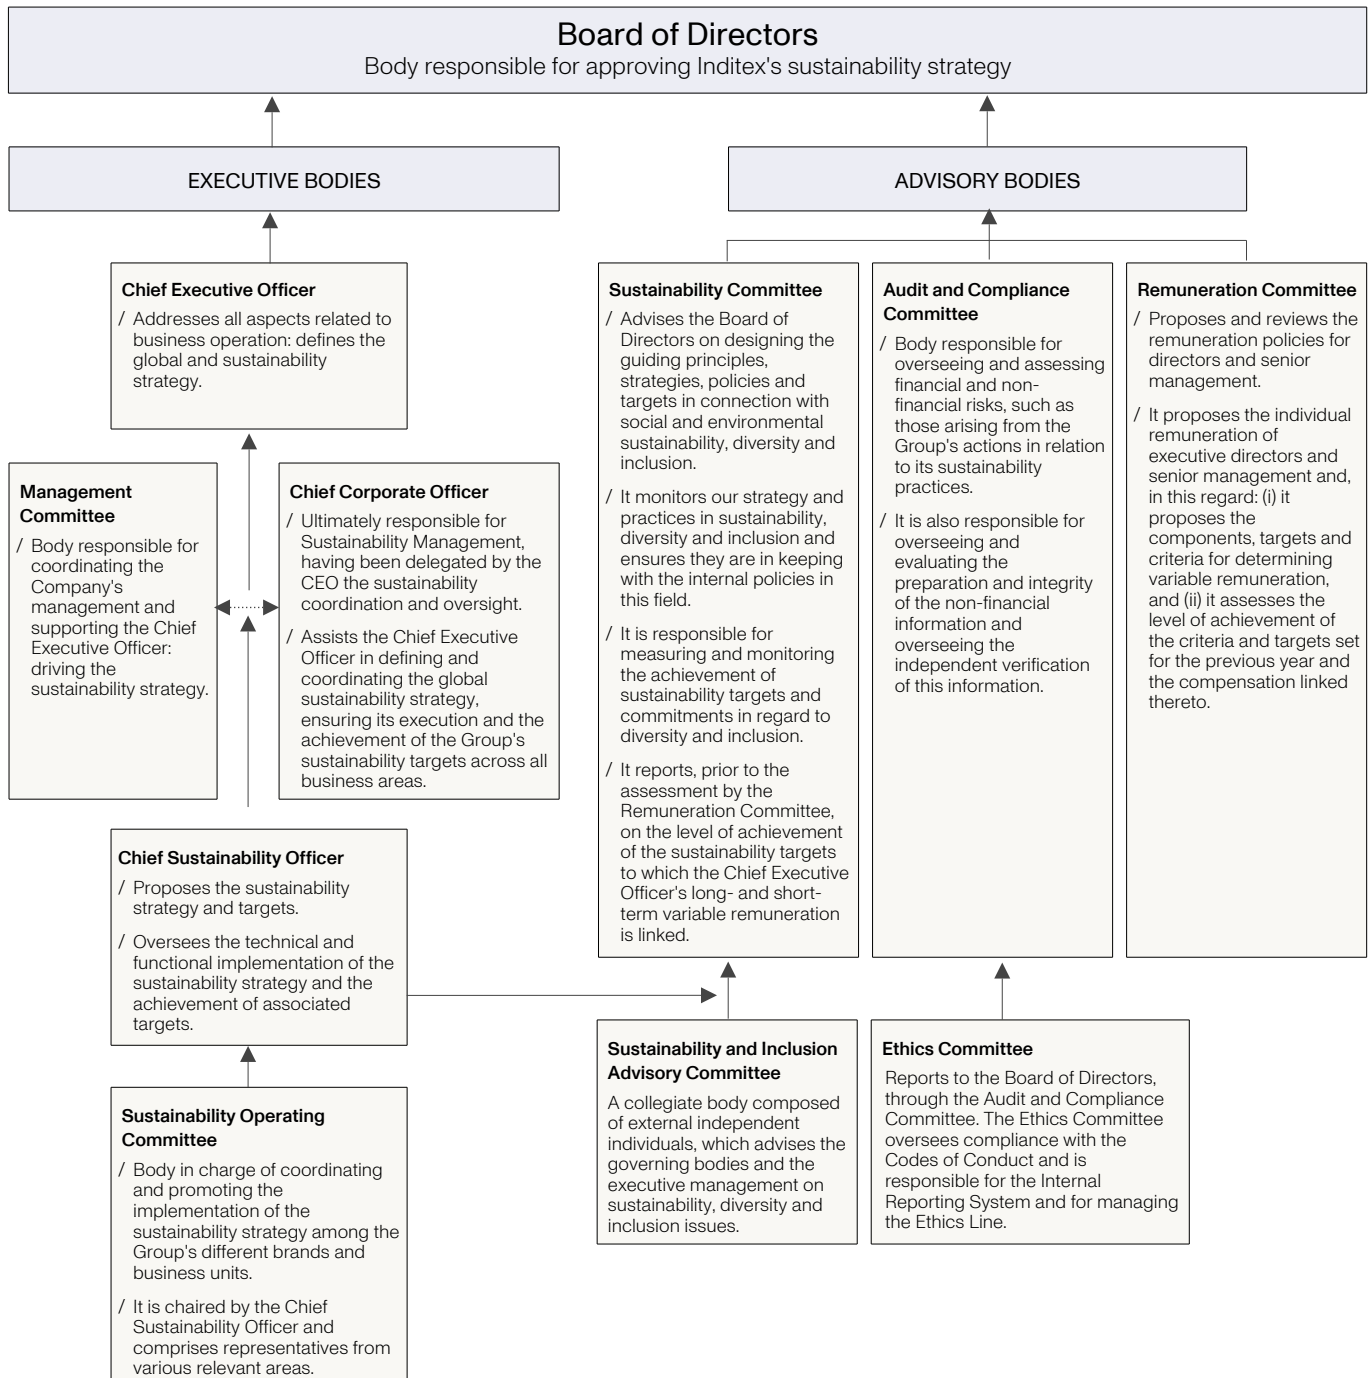 Board of Directors
Body responsible for approving Inditex's sustainability strategy
EXECUTIVE BODIES
ADVISORY BODIES
Chief Executive Officer
/ Addresses all aspects related to
business operation: defines the
global and sustainability
strategy.
Management
Committee
/ Body responsible for
coordinating the
Company's
management and
supporting the Chief
Executive Officer:
driving the
sustainability strategy.
Chief Corporate Officer
/ Ultimately responsible for
Sustainability Management,
having been delegated by the
CEO the sustainability
coordination and oversight.
/ Assists the Chief Executive
Officer in defining and
coordinating the global
sustainability strategy,
ensuring its execution and the
achievement of the Group's
sustainability targets across all
business areas.
Chief Sustainability Officer
/ Proposes the sustainability
strategy and targets.
/ Oversees the technical and
functional implementation of the
sustainability strategy and the
achievement of associated
targets.
Sustainability Operating
Committee
/ Body in charge of coordinating
and promoting the
implementation of the
sustainability strategy among the
Group's different brands and
business units.
/ It is chaired by the Chief
Sustainability Officer and
comprises representatives from
various relevant areas.
Sustainability Committee
/ Advises the Board of
Directors on designing the
guiding principles,
strategies, policies and
targets in connection with
social and environmental
sustainability, diversity and
inclusion.
/ It monitors our strategy and
practices in sustainability,
diversity and inclusion and
ensures they are in keeping
with the internal policies in
this field.
/ It is responsible for
measuring and monitoring
the achievement of
sustainability targets and
commitments in regard to
diversity and inclusion.
/ It reports, prior to the
assessment by the
Remuneration Committee,
on the level of achievement
of the sustainability targets
to which the Chief Executive
Officer's long- and short-
term variable remuneration
is linked.
Audit and Compliance
Committee
/ Body responsible for
overseeing and assessing
financial and non-
financial risks, such as
those arising from the
Group's actions in relation
to its sustainability
practices.
/ It is also responsible for
overseeing and
evaluating the
preparation and integrity
of the non-financial
information and
overseeing the
independent verification
of this information.
Remuneration Committee
/ Proposes and reviews the
remuneration policies for
directors and senior
management.
/ It proposes the individual
remuneration of
executive directors and
senior management and,
in this regard: (i) it
proposes the
components, targets and
criteria for determining
variable remuneration,
and (ii) it assesses the
level of achievement of
the criteria and targets set
for the previous year and
the compensation linked
thereto.
Sustainability and Inclusion
Advisory Committee
A collegiate body composed
of external independent
individuals, which advises the
governing bodies and the
executive management on
sustainability, diversity and
inclusion issues.
Ethics Committee
Reports to the Board of Directors,
through the Audit and Compliance
Committee. The Ethics Committee
oversees compliance with the
Codes of Conduct and is
responsible for the Internal
Reporting System and for managing
the Ethics Line.